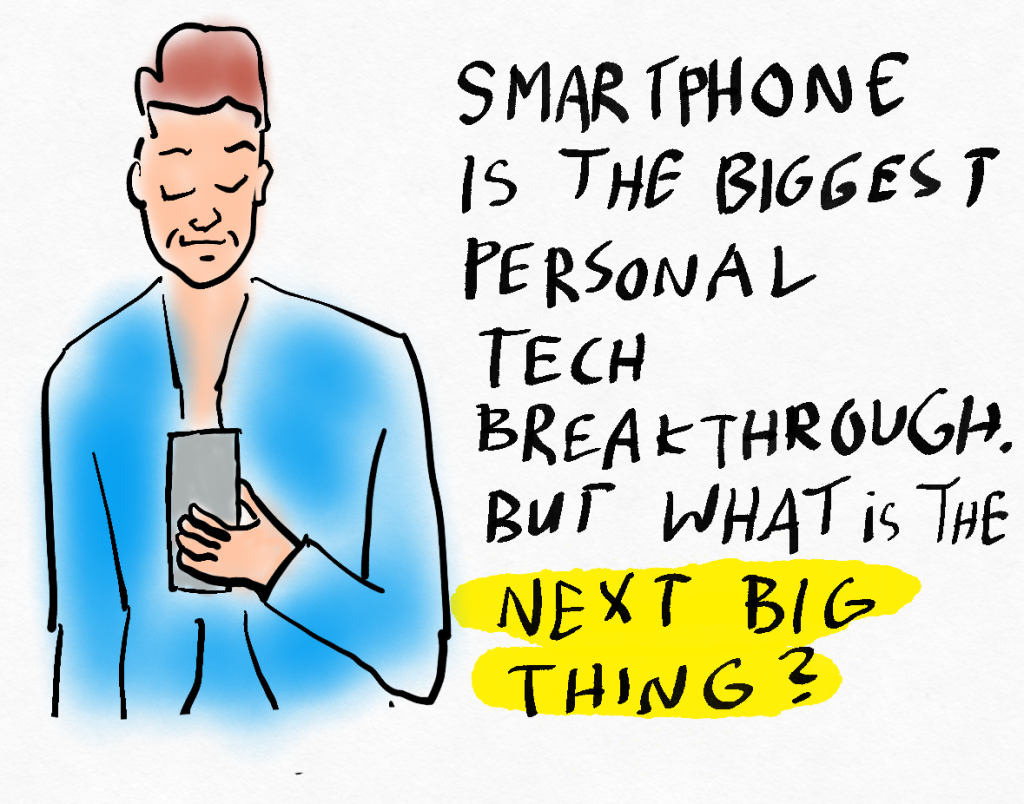 SMARTPHONE
IS THE BIGGEST
PERSONAL
TECH
BREAKTHROUGH.
BUT WHAT is THE
NEXT BIG
THING?